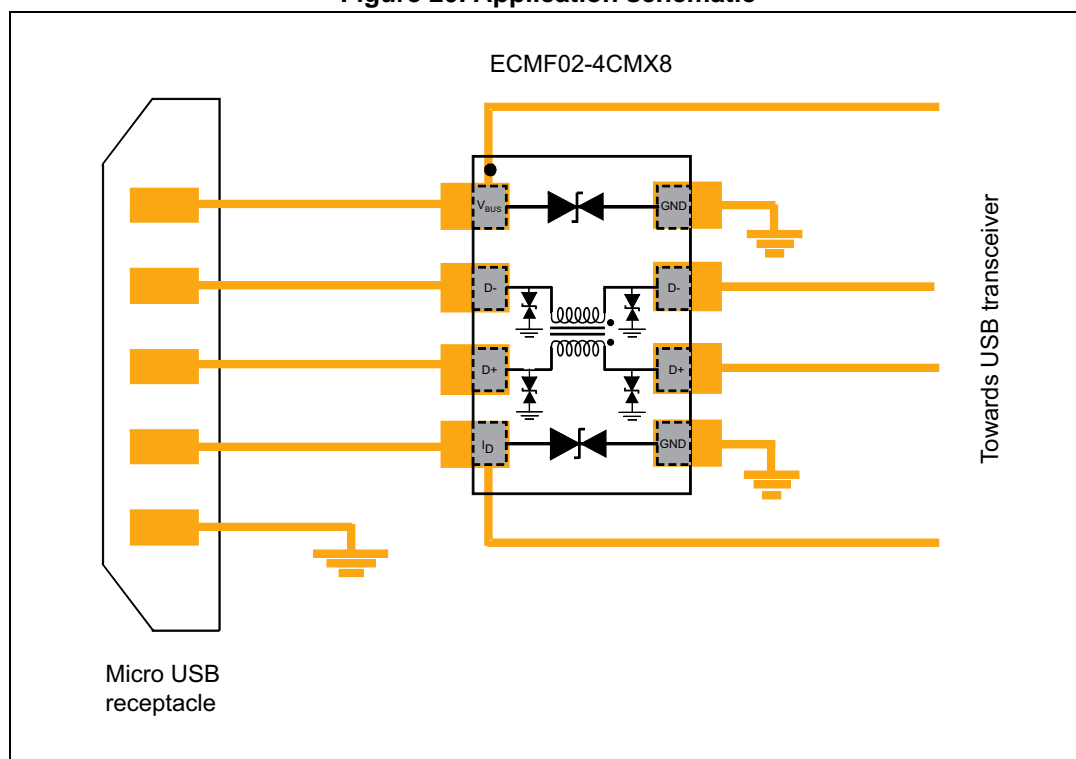 ECMF02-4CMX8
VBUS
GND
D-
D-
D+
D+
ID
GND
Towards USB transceiver
Micro USB
receptacle